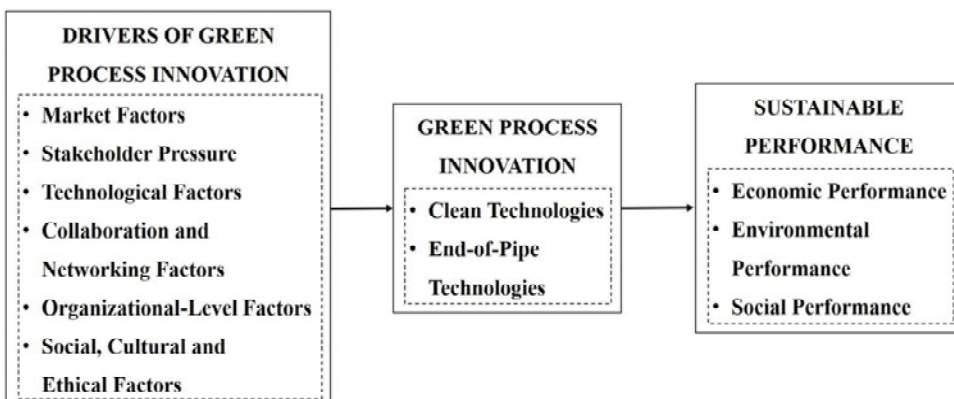 DRIVERS OF GREEN
PROCESS INNOVATION
• Market Factors
• Stakeholder Pressure
• Technological Factors
• Collaboration and
Networking Factors
• Organizational-Level Factors
• Social, Cultural and
Ethical Factors
GREEN PROCESS
INNOVATION
• Clean Technologies
• End-of-Pipe
Technologies
SUSTAINABLE
PERFORMANCE
• Economic Performance
• Environmental
Performance
• Social Performance